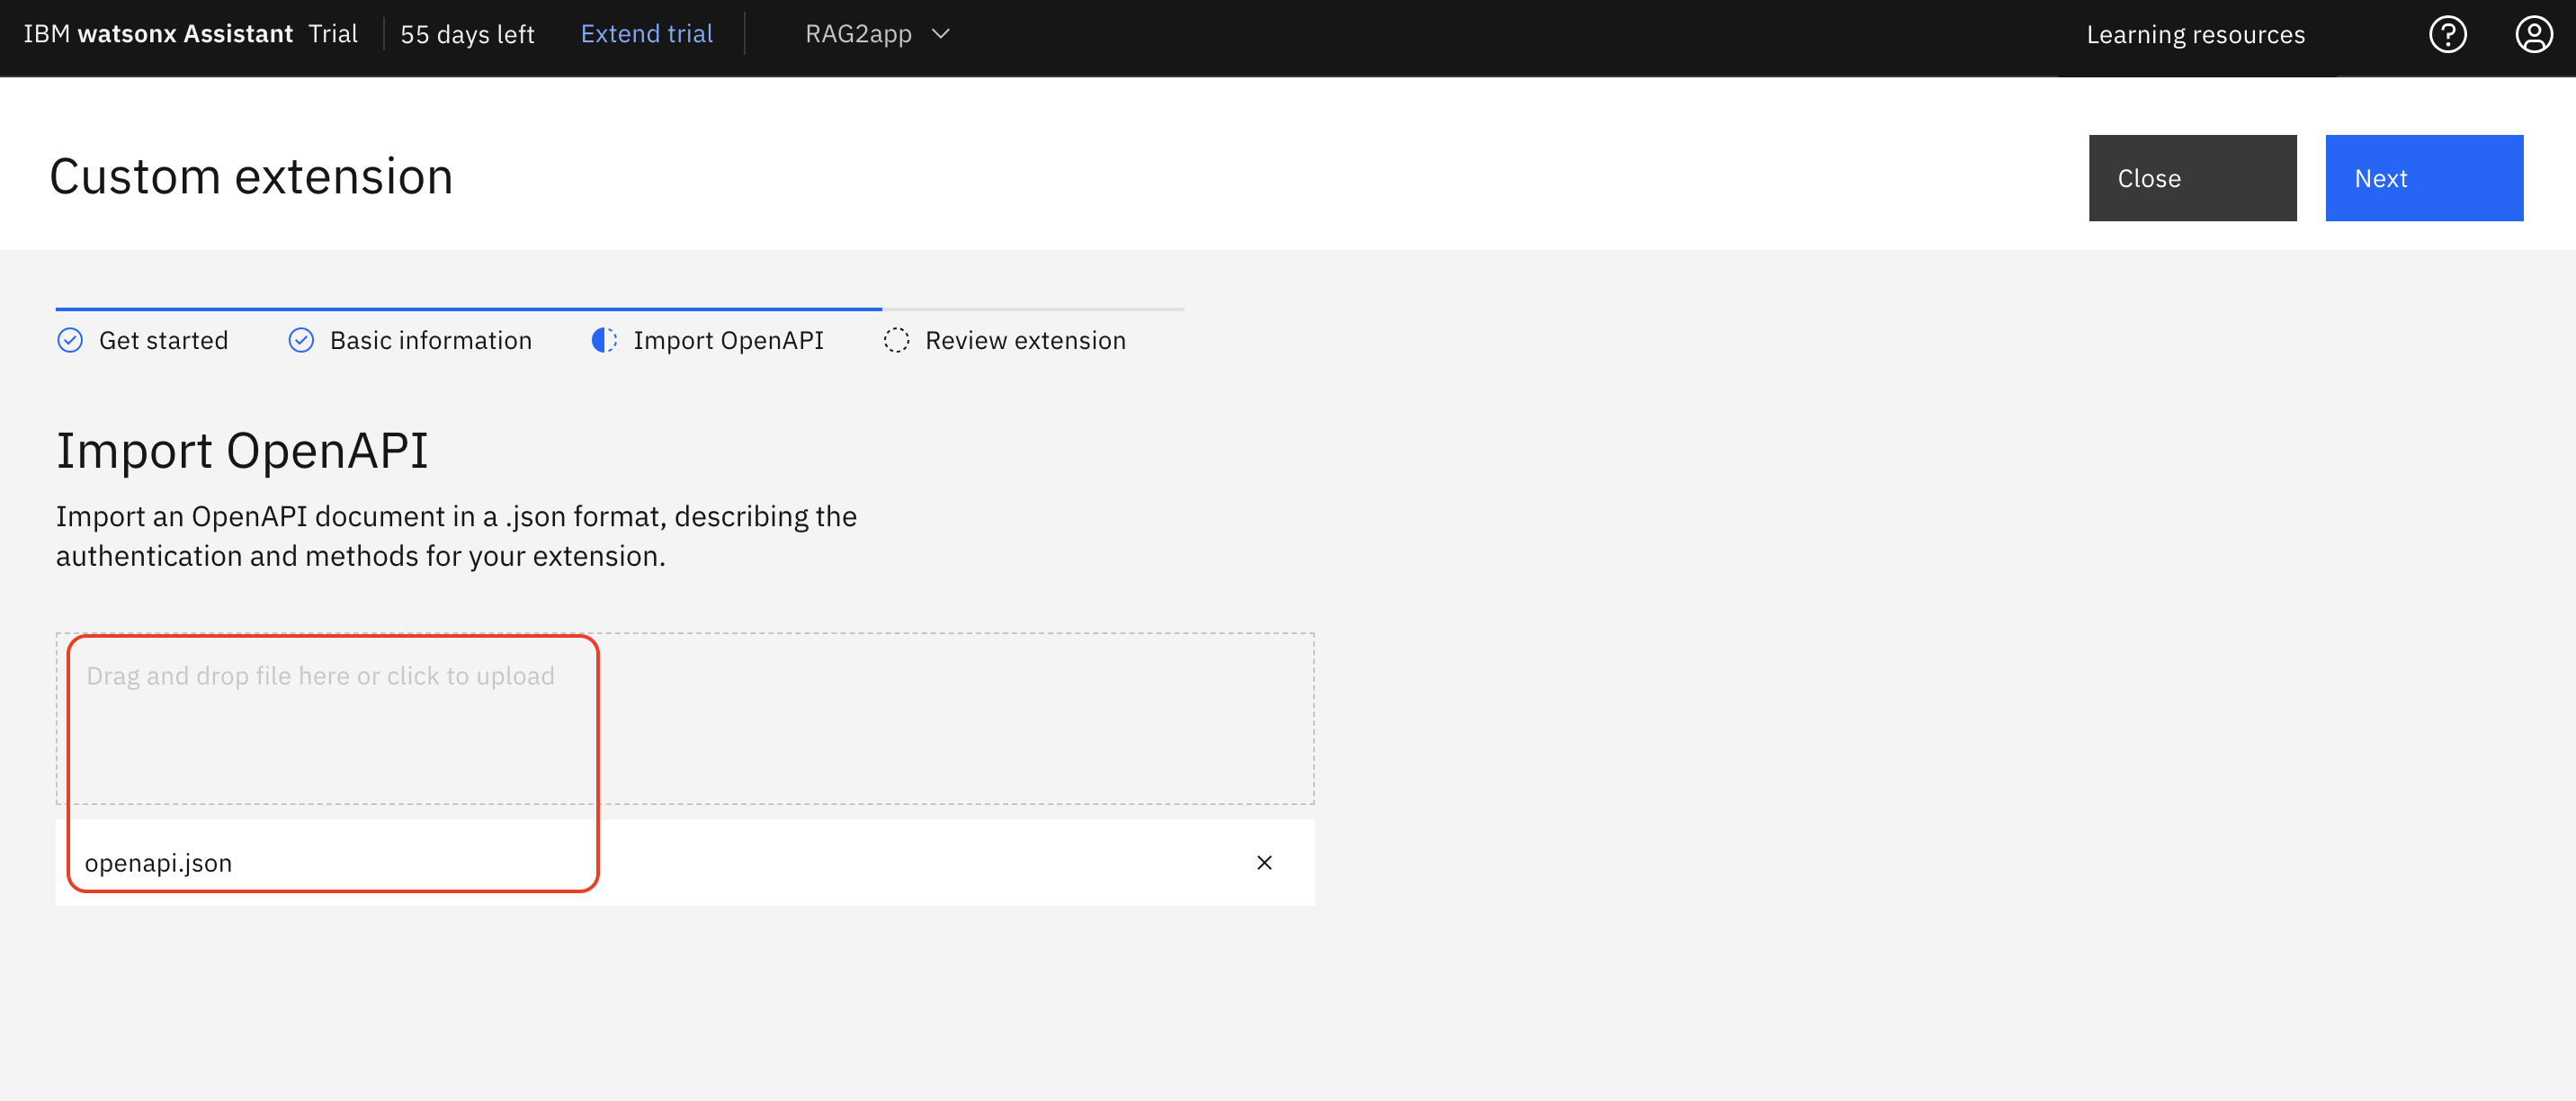 IBM watsonx Assistant Trial 55 days left Extend trial RAG2app Learning resources
Custom extension
Close
Next
Get started
Basic information
Import OpenAPI
Review extension
Import OpenAPI
Import an OpenAPI document in a .json format, describing the
authentication and methods for your extension.
Drag and drop file here or click to upload
openapi.json